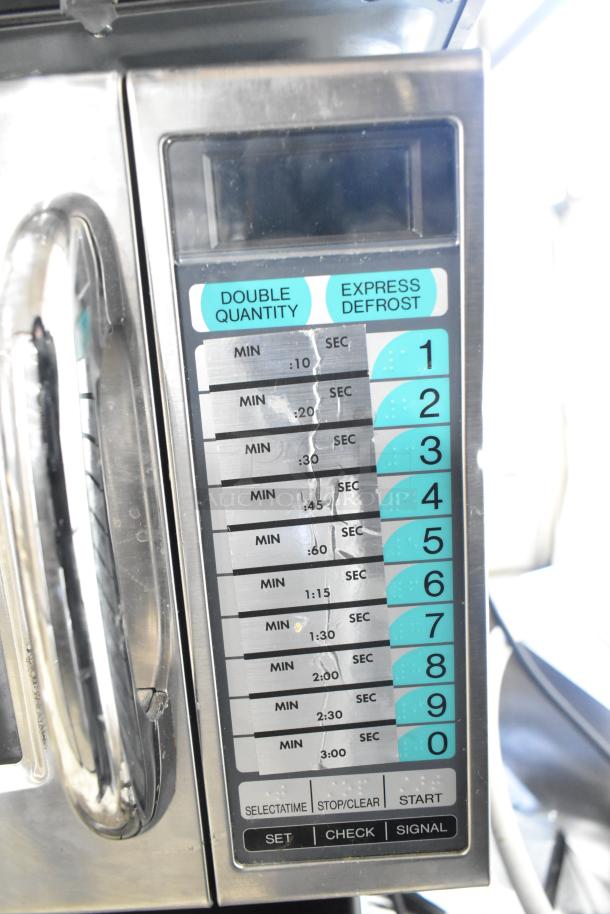 DOUBLE QUANTITY
EXPRESS DEFROST
MIN :10 SEC 1
MIN :20 SEC 2
MIN :30 SEC 3
MIN :45 SEC 4
MIN :60 SEC 5
MIN 1:15 SEC 6
MIN 1:30 SEC 7
MIN 2:00 SEC 8
MIN 2:30 SEC 9
MIN 3:00 SEC 0
SELECTATIME STOP/CLEAR START
SET CHECK SIGNAL
AUCTION GROUP